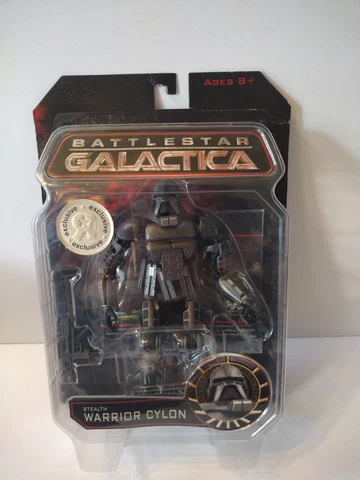 AGES 8+
BATTLESTAR
GALACTICA
exclusive • exclusive
R
exclusive
STEALTH
WARRIOR CYLON